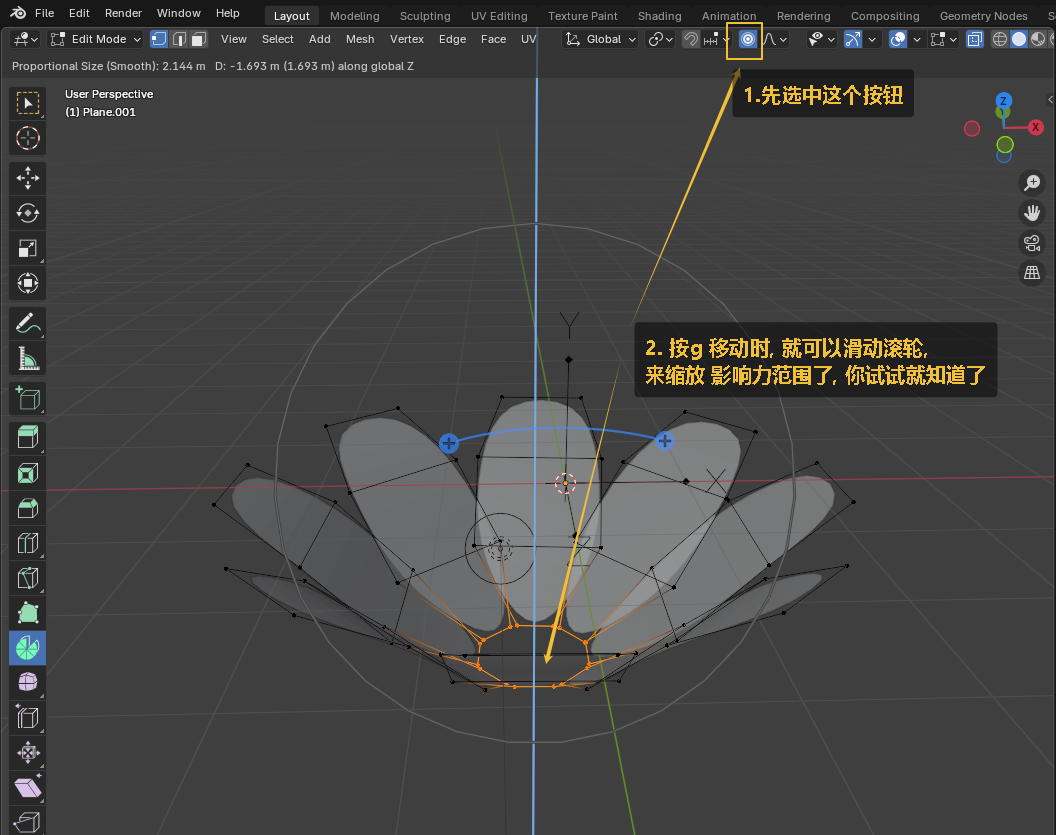 File Edit Render Window Help Layout Modeling Sculpting UV Editing Texture Paint Shading Animation Rendering Compositing Geometry Nodes
Edit Mode View Select Add Mesh Vertex Edge Face UV Global
Proportional Size (Smooth): 2.144 m D: -1.693 m (1.693 m) along global Z
User Perspective
(1) Plane.001
1.先选中这个按钮
Z
X
2. 按g 移动时, 就可以滑动滚轮,
来缩放 影响力范围了, 你试试就知道了